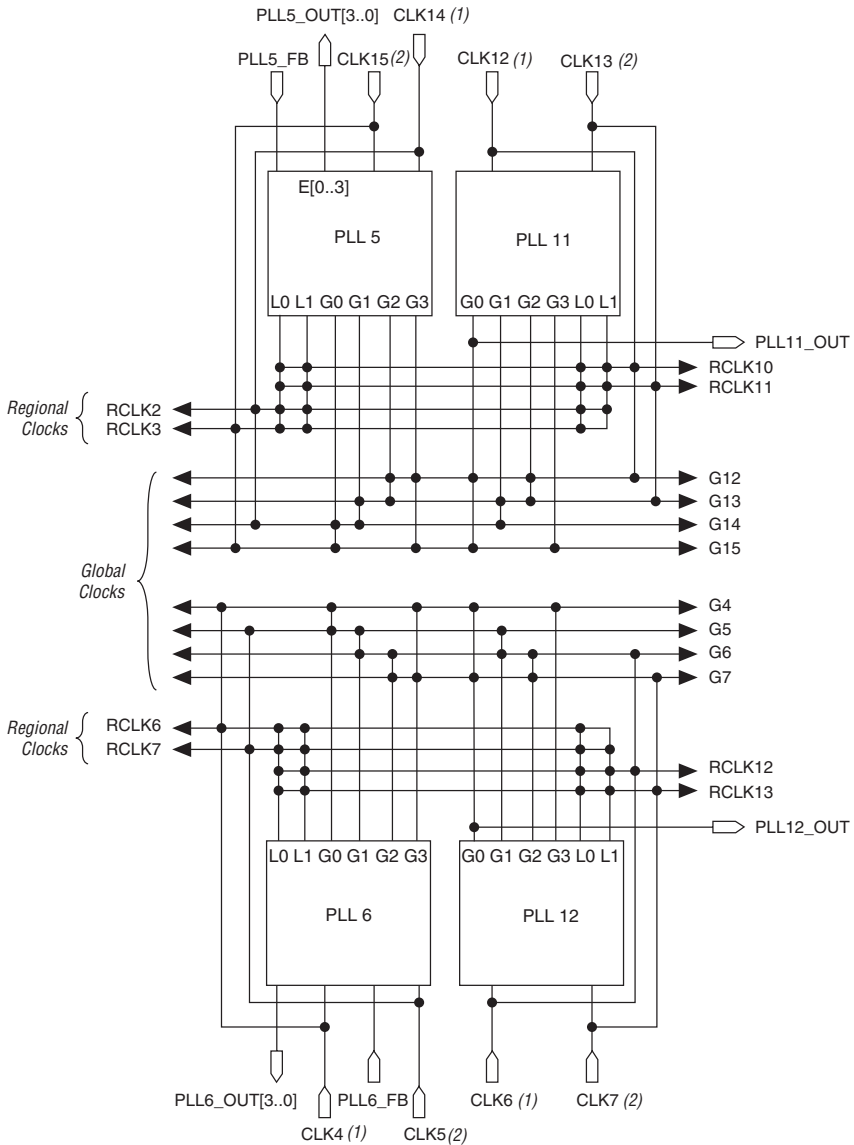 PLL5_OUT[3..0] CLK14 (1)
PLL5_FB CLK15 (2) CLK12 (1) CLK13 (2)
E[0..3]
PLL 5 PLL 11
L0 L1 G0 G1 G2 G3 G0 G1 G2 G3 L0 L1
PLL11_OUT
RCLK10
RCLK11
Regional
Clocks
RCLK2
RCLK3
G12
G13
G14
G15
Global
Clocks
G4
G5
G6
G7
Regional
Clocks
RCLK6
RCLK7
RCLK12
RCLK13
PLL12_OUT
L0 L1 G0 G1 G2 G3 G0 G1 G2 G3 L0 L1
PLL 6 PLL 12
PLL6_OUT[3..0] PLL6_FB CLK6 (1) CLK7 (2)
CLK4 (1) CLK5 (2)